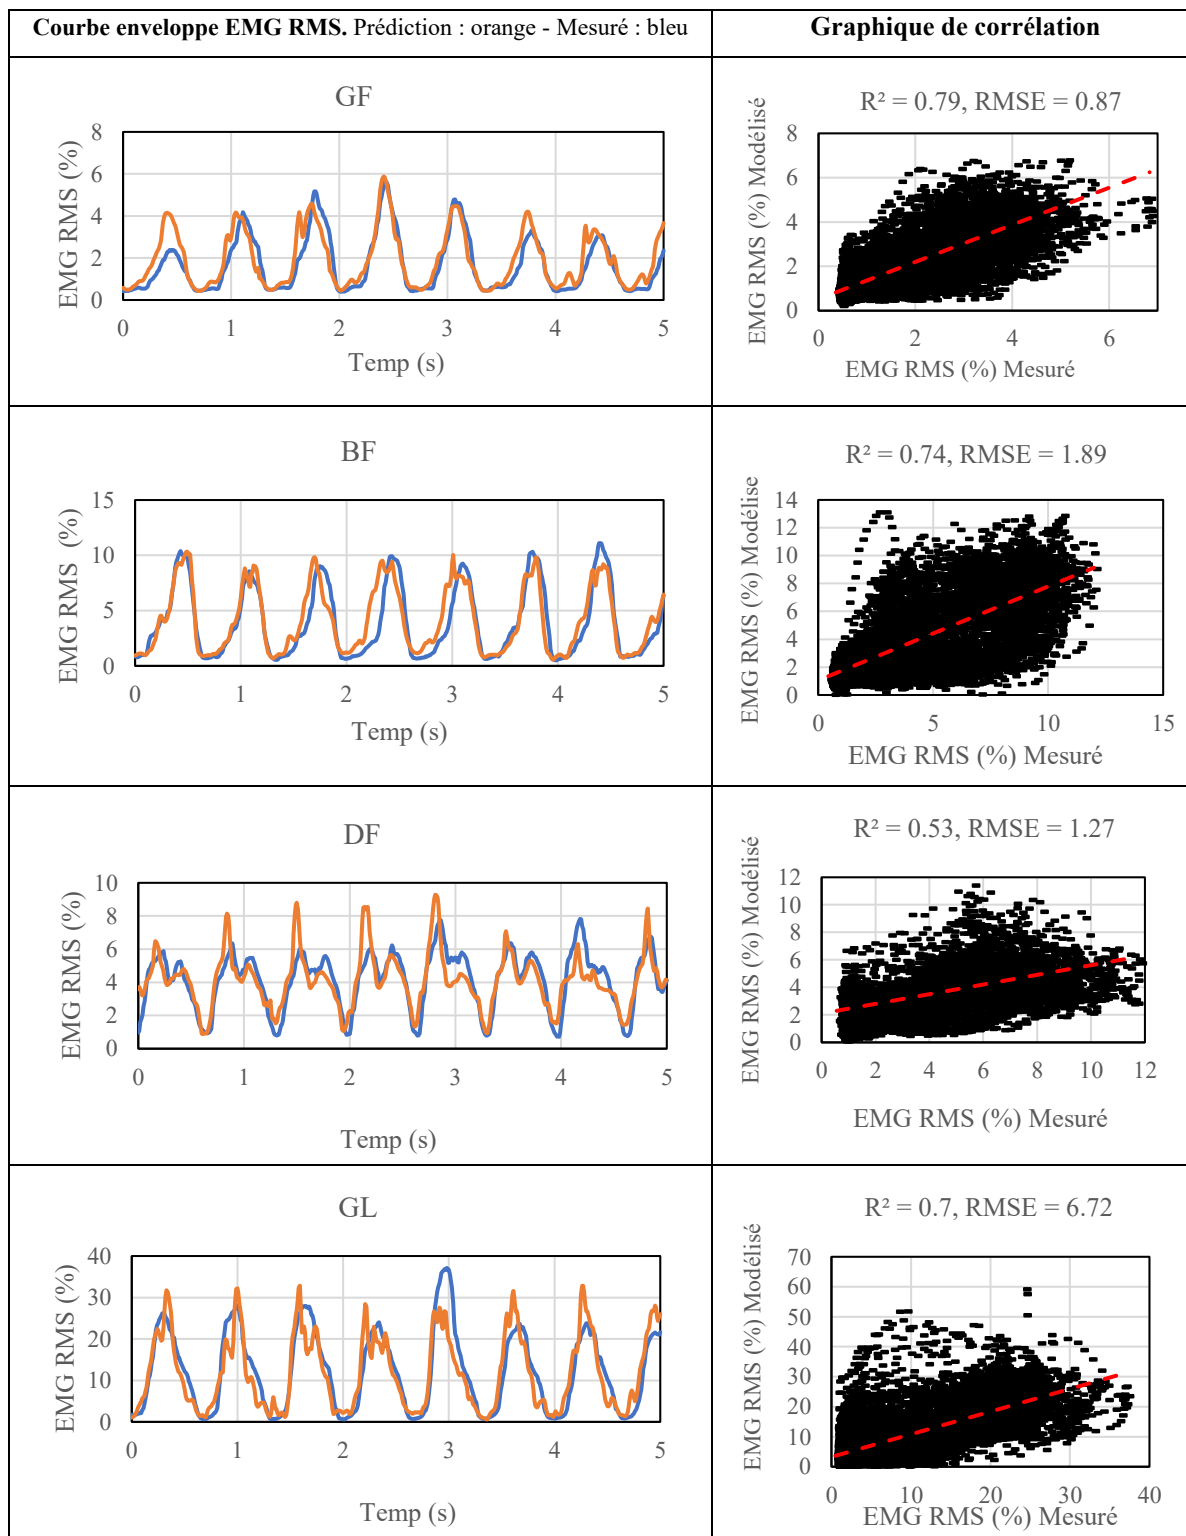 Courbe enveloppe EMG RMS. Prédiction : orange - Mesuré : bleu
Graphique de corrélation
GF
EMG RMS (%)
8
6
4
2
0
0 1 2 3 4 5
Temp (s)
R² = 0.79, RMSE = 0.87
EMG RMS (%) Modélisé
8
6
4
2
0
0 2 4 6
EMG RMS (%) Mesuré
BF
EMG RMS (%)
15
10
5
0
0 1 2 3 4 5
Temp (s)
R² = 0.74, RMSE = 1.89
EMG RMS (%) Modélise
14
12
10
8
6
4
2
0
0 5 10 15
EMG RMS (%) Mesuré
DF
EMG RMS (%)
10
8
6
4
2
0
0 1 2 3 4 5
Temp (s)
R² = 0.53, RMSE = 1.27
EMG RMS (%) Modélisé
12
10
8
6
4
2
0
0 2 4 6 8 10 12
EMG RMS (%) Mesuré
GL
EMG RMS (%)
40
30
20
10
0
0 1 2 3 4 5
Temp (s)
R² = 0.7, RMSE = 6.72
EMG RMS (%) Modélisé
70
60
50
40
30
20
10
0
0 10 20 30 40
EMG RMS (%) Mesuré